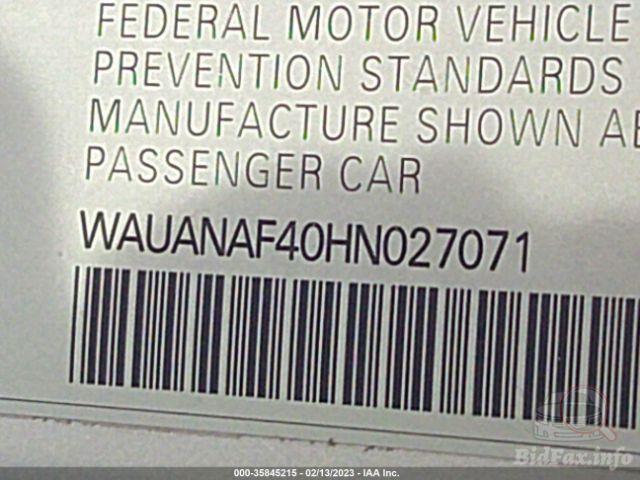 FEDERAL MOTOR VEHICLE
PREVENTION STANDARDS
MANUFACTURE SHOWN AB
PASSENGER CAR
WAUANAF40HN027071
BidFax.info
000-35845215 - 02/13/2023 - IAA Inc.